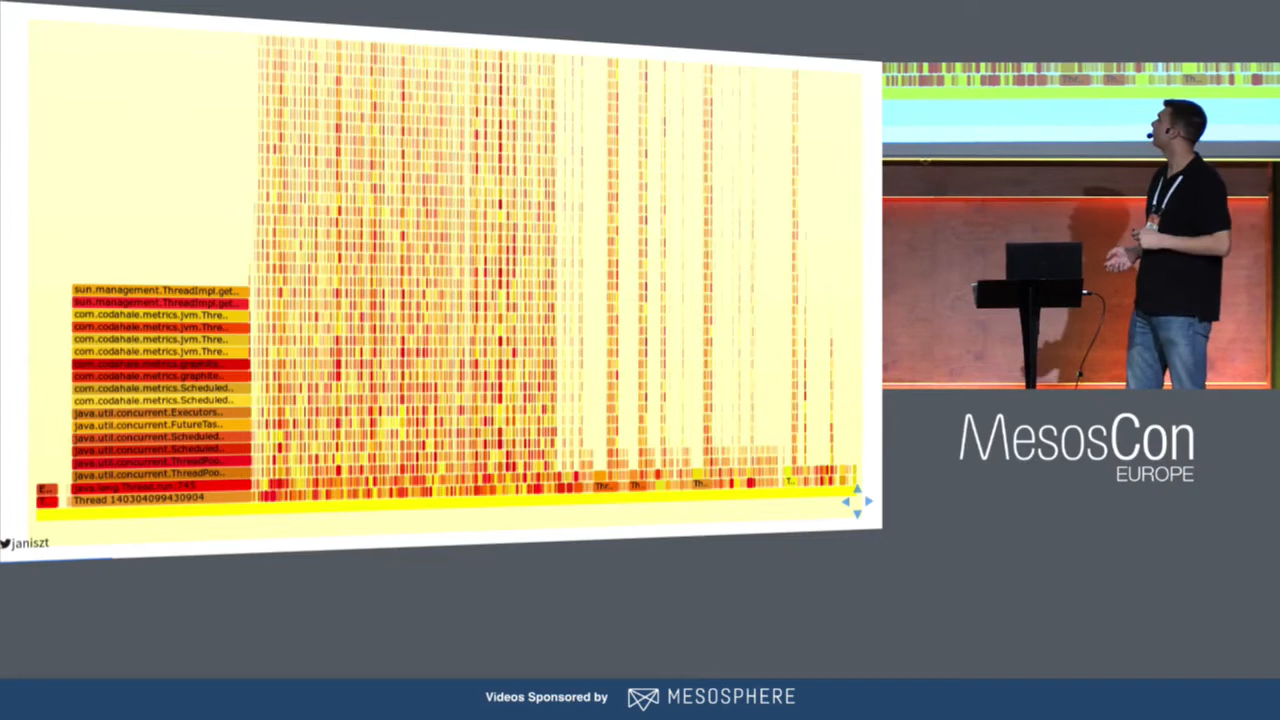 sun.management.ThreadImpl.get..
sun.management.ThreadImpl.get..
com.codahale.metrics.jvm.Thre..
com.codahale.metrics.jvm.Thre..
com.codahale.metrics.jvm.Thre..
com.codahale.metrics.jvm.Thre..
com.codahale.metrics.graphite..
com.codahale.metrics.graphite..
com.codahale.metrics.Scheduled..
com.codahale.metrics.Scheduled..
java.util.concurrent.Executors..
java.util.concurrent.FutureTas..
java.util.concurrent.Scheduled..
java.util.concurrent.Scheduled..
java.util.concurrent.ThreadPoo..
java.util.concurrent.ThreadPoo..
java.lang.Thread.run:745
Thread 140304099430904
Thr..
Th..
Th..
T..
janiszt
MesosCon
EUROPE
Videos Sponsored by
MESOSPHERE